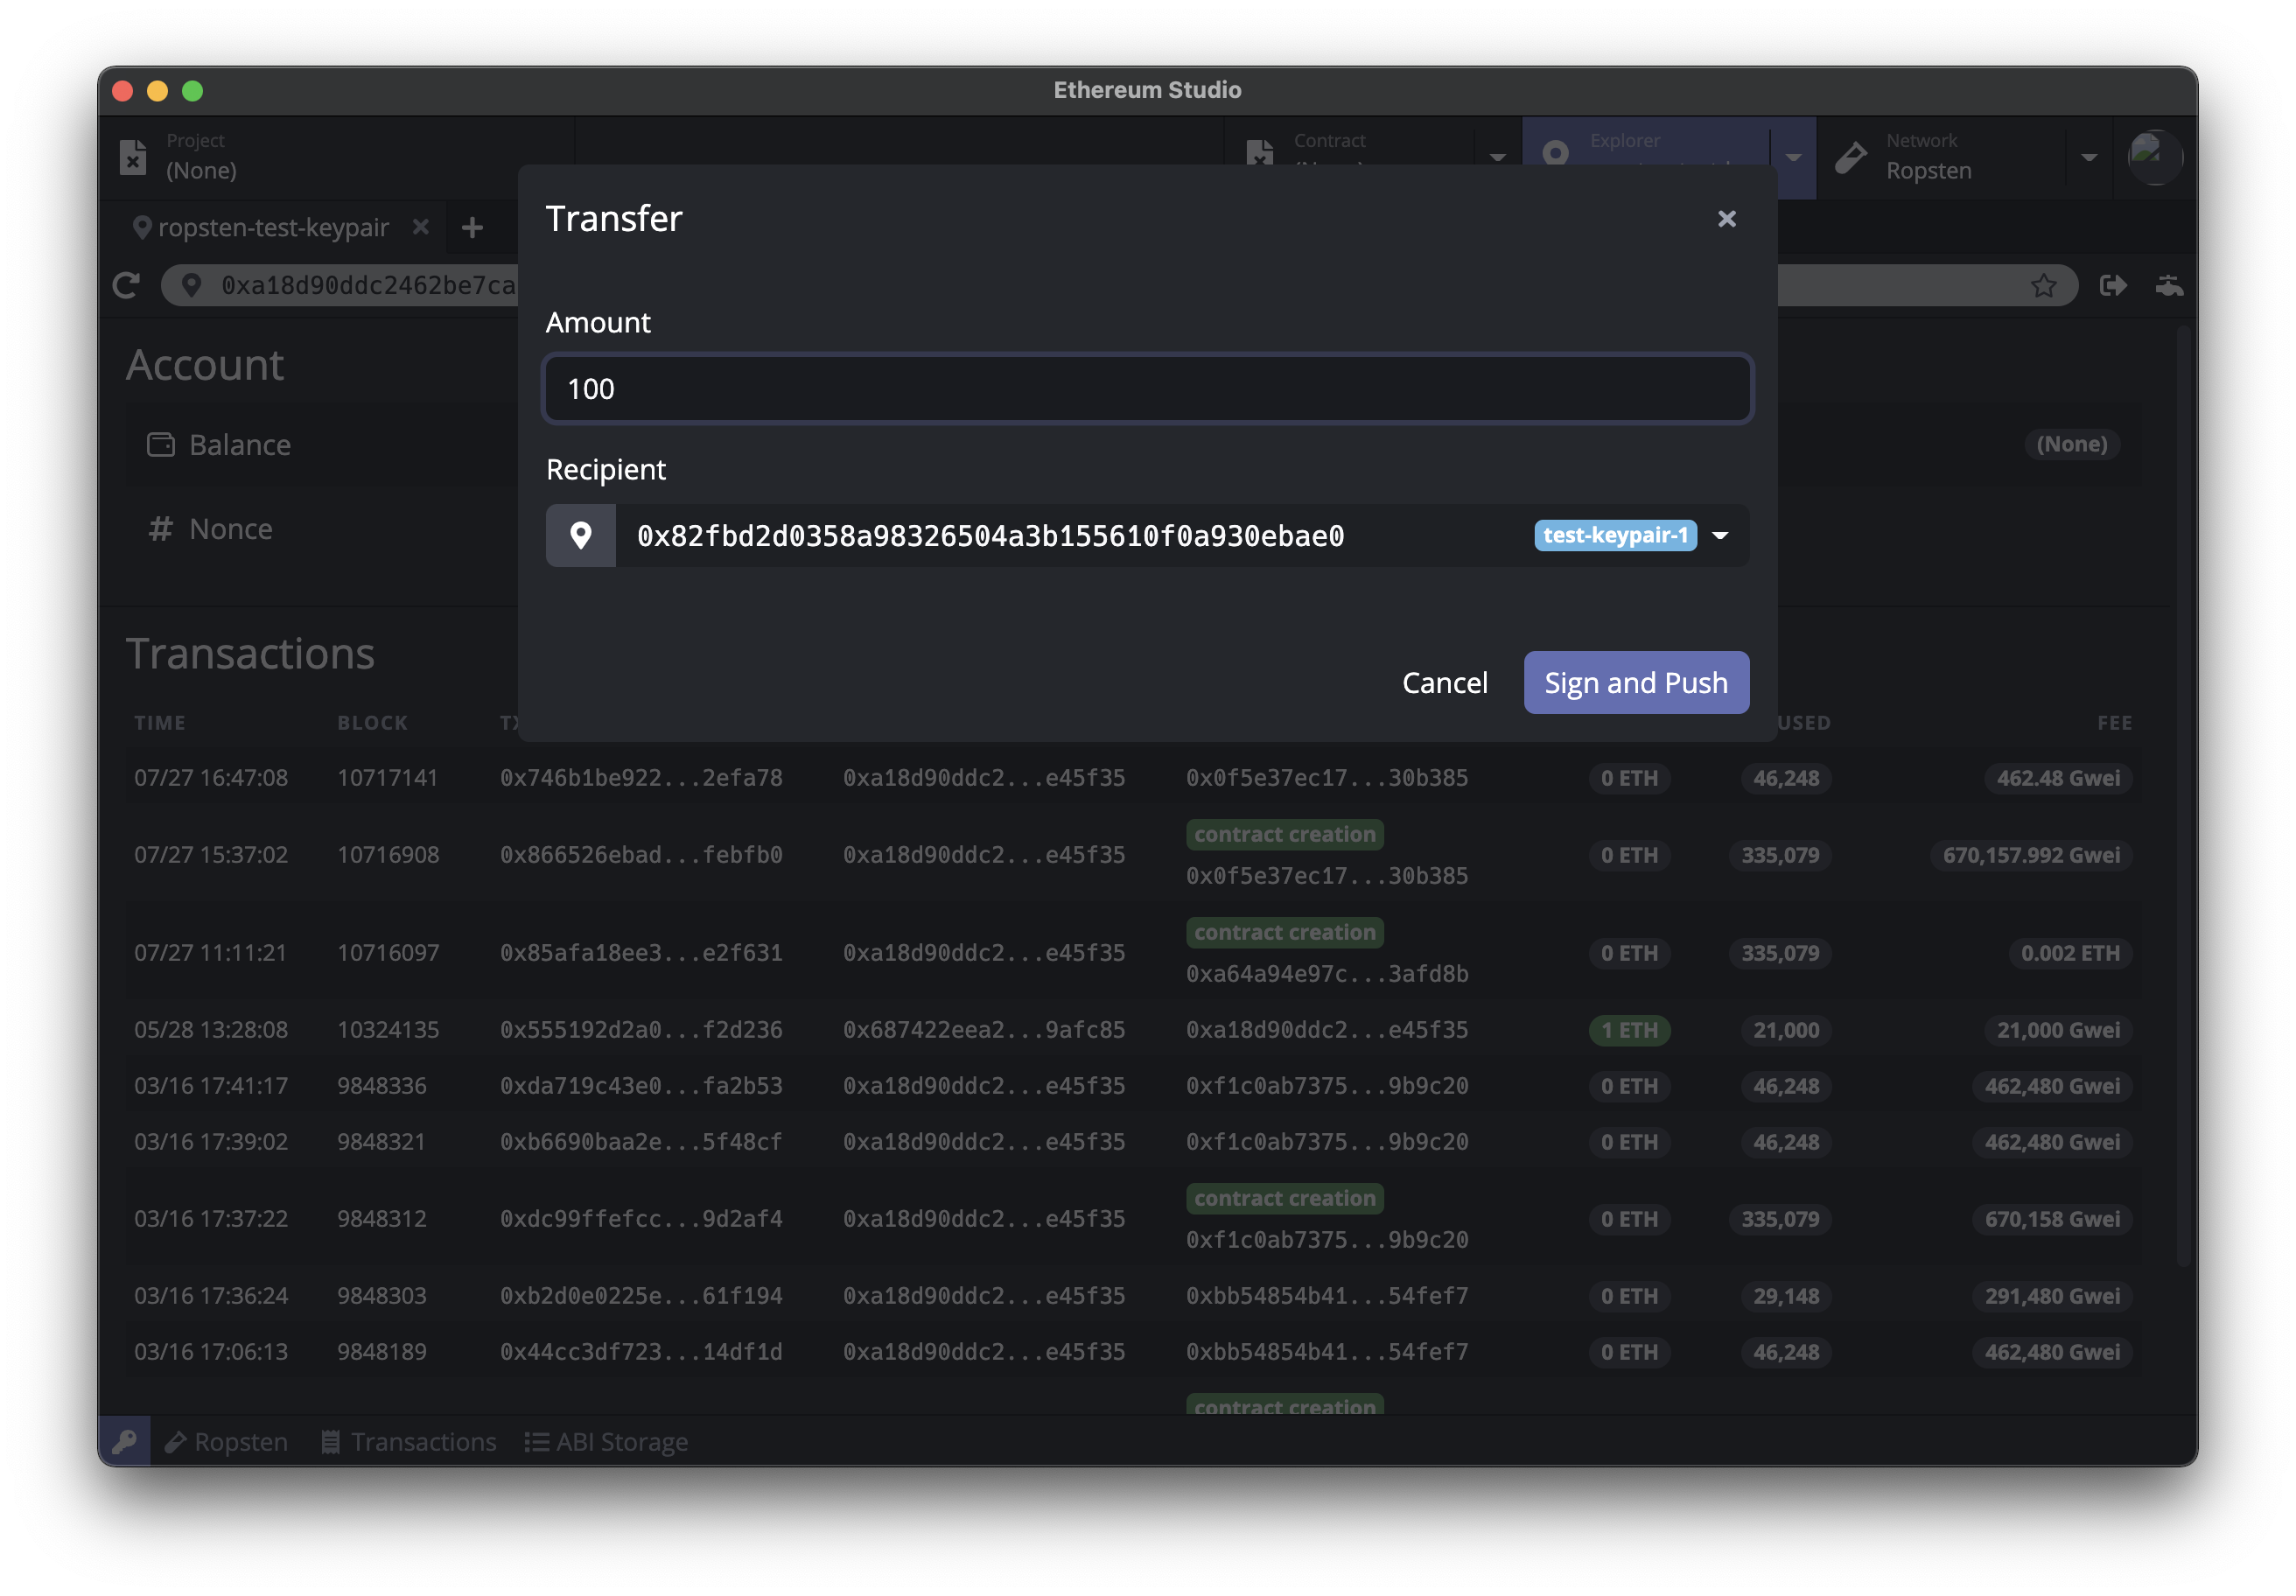 Ethereum Studio
Project
(None)
Contract
Explorer
Network
Ropsten
ropsten-test-keypair
0xa18d90ddc2462be7ca
Transfer
Amount
100
Recipient
0x82fbd2d0358a98326504a3b155610f0a930ebae0 test-keypair-1
Cancel Sign and Push
Account
Balance (None)
Nonce
Transactions
TIME BLOCK USED FEE
07/27 16:47:08 10717141 0x746b1be922...2efa78 0xa18d90ddc2...e45f35 0x0f5e37ec17...30b385 0 ETH 46,248 462.48 Gwei
contract creation
07/27 15:37:02 10716908 0x866526ebad...febfb0 0xa18d90ddc2...e45f35 0 ETH 335,079 670,157.992 Gwei
0x0f5e37ec17...30b385
contract creation
07/27 11:11:21 10716097 0x85afa18ee3...e2f631 0xa18d90ddc2...e45f35 0 ETH 335,079 0.002 ETH
0xa64a94e97c...3afd8b
05/28 13:28:08 10324135 0x555192d2a0...f2d236 0x687422eea2...9afc85 0xa18d90ddc2...e45f35 1 ETH 21,000 21,000 Gwei
03/16 17:41:17 9848336 0xda719c43e0...fa2b53 0xa18d90ddc2...e45f35 0xf1c0ab7375...9b9c20 0 ETH 46,248 462,480 Gwei
03/16 17:39:02 9848321 0xb6690baa2e...5f48cf 0xa18d90ddc2...e45f35 0xf1c0ab7375...9b9c20 0 ETH 46,248 462,480 Gwei
contract creation
03/16 17:37:22 9848312 0xdc99ffefcc...9d2af4 0xa18d90ddc2...e45f35 0 ETH 335,079 670,158 Gwei
0xf1c0ab7375...9b9c20
03/16 17:36:24 9848303 0xb2d0e0225e...61f194 0xa18d90ddc2...e45f35 0xbb54854b41...54fef7 0 ETH 29,148 291,480 Gwei
03/16 17:06:13 9848189 0x44cc3df723...14df1d 0xa18d90ddc2...e45f35 0xbb54854b41...54fef7 0 ETH 46,248 462,480 Gwei
contract creation
Ropsten Transactions ABI Storage